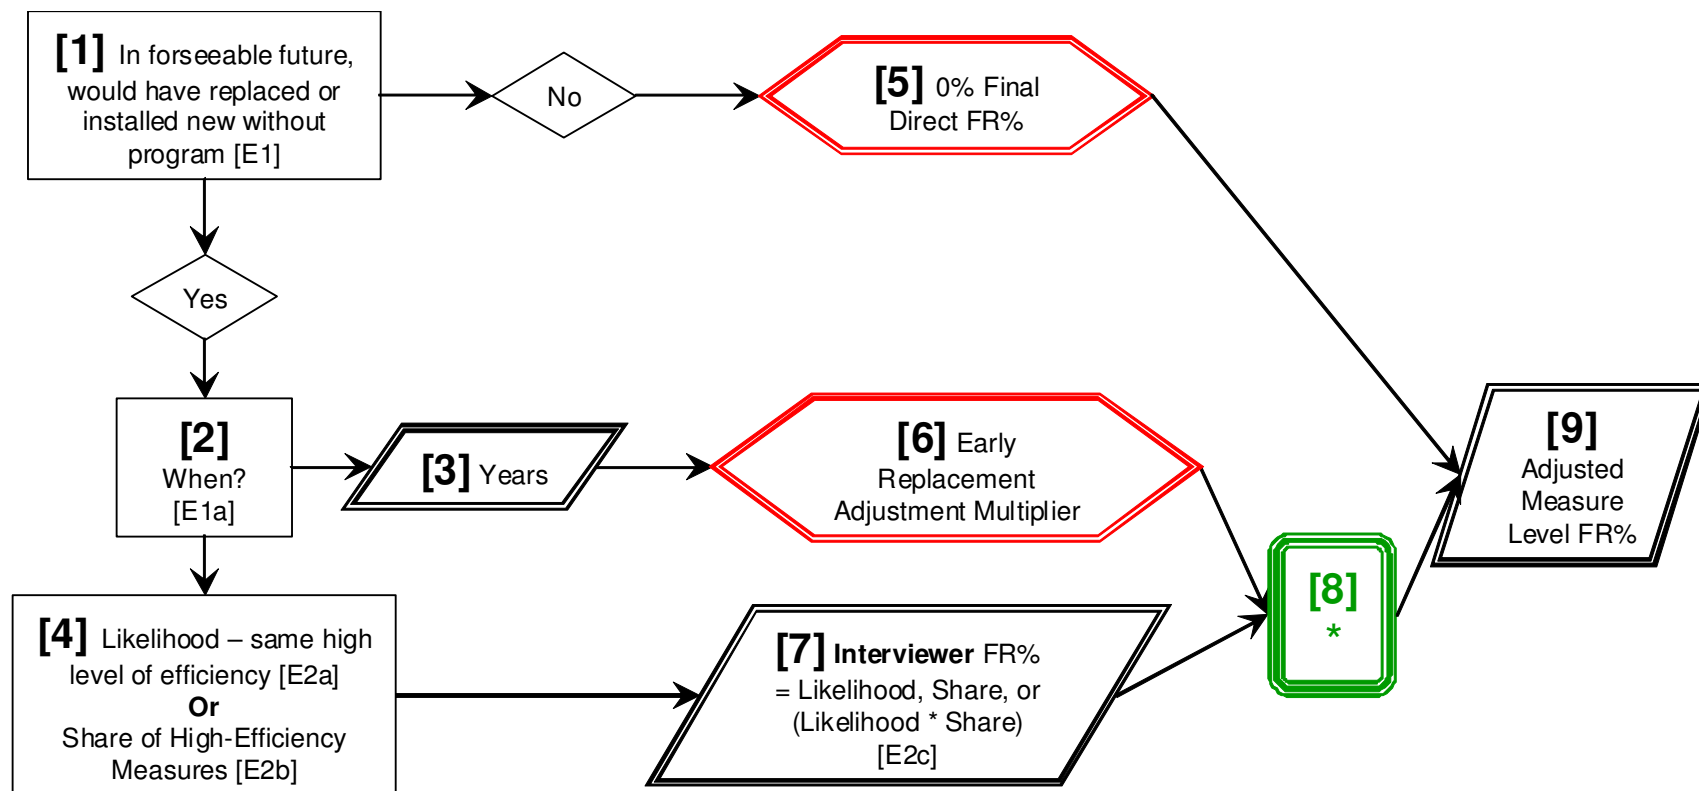 [1] In forseeable future,
would have replaced or
installed new without
program [E1]
No
[5] 0% Final
Direct FR%
Yes
[2]
When?
[E1a]
[3] Years
[6] Early
Replacement
Adjustment Multiplier
[9]
Adjusted
Measure
Level FR%
[8]
*
[4] Likelihood – same high
level of efficiency [E2a]
Or
Share of High-Efficiency
Measures [E2b]
[7] Interviewer FR%
= Likelihood, Share, or
(Likelihood * Share)
[E2c]